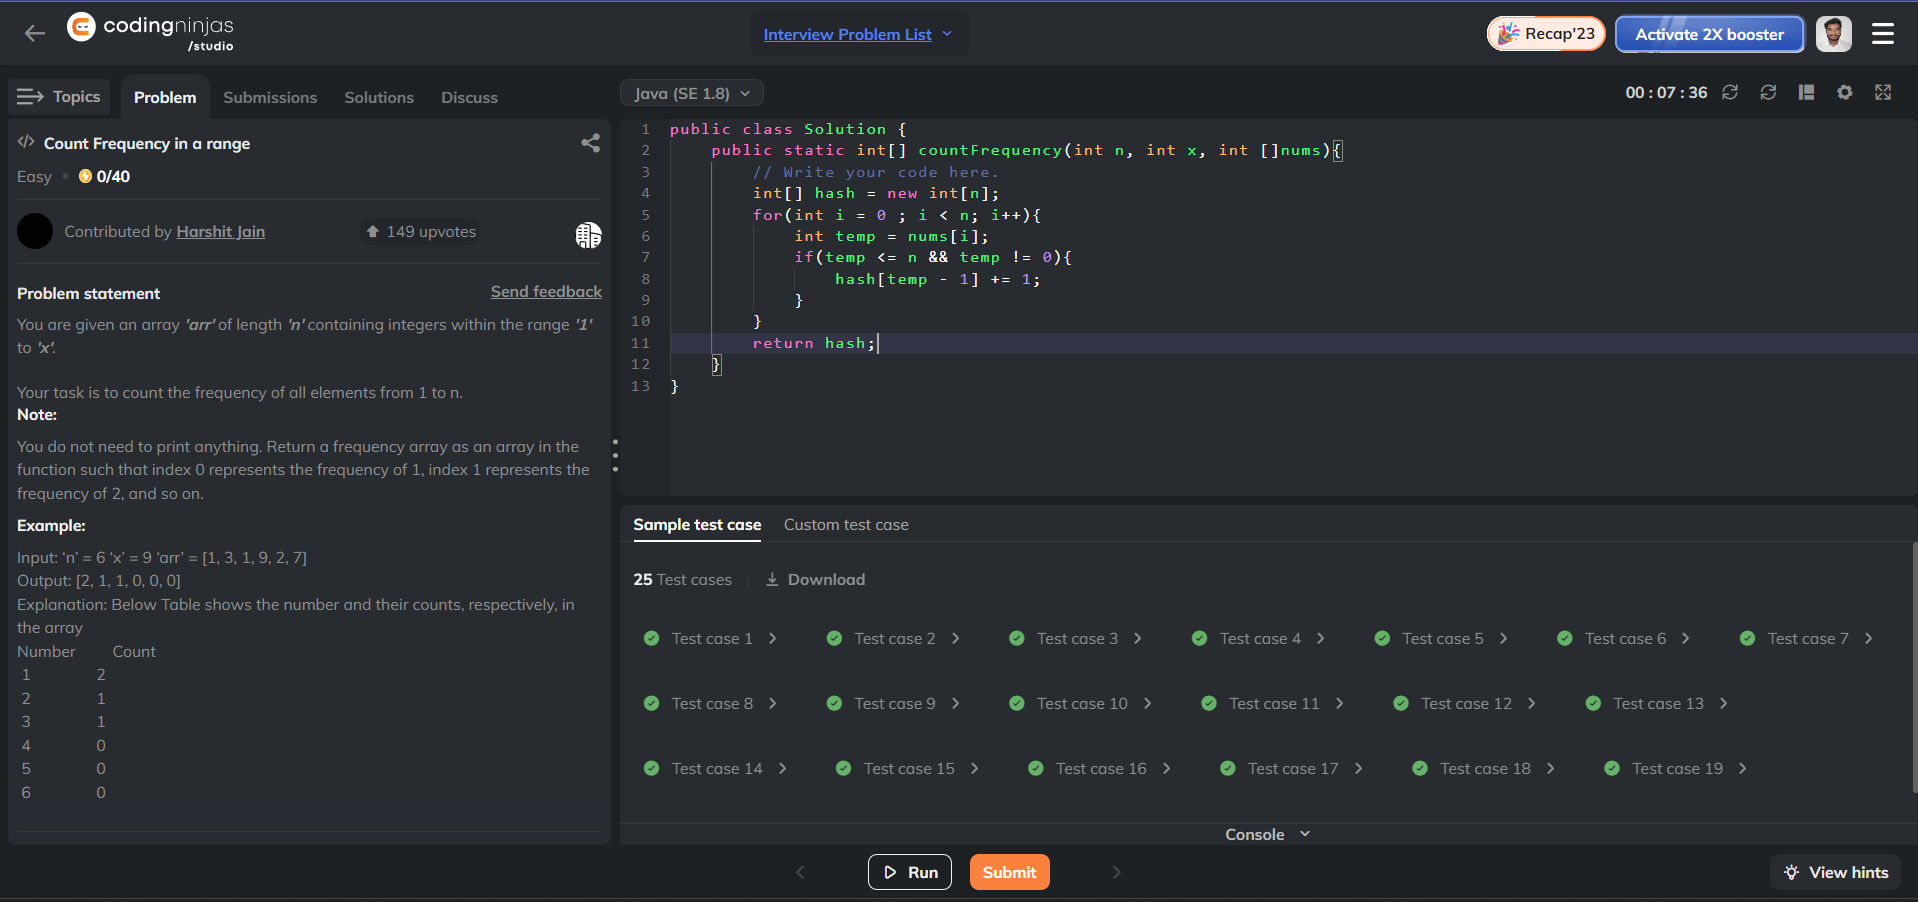 codingninjas
/studio
Interview Problem List
Recap'23
Activate 2X booster
Topics
Problem
Submissions
Solutions
Discuss
Count Frequency in a range
Easy • 0/40
Contributed by Harshit Jain
149 upvotes
Problem statement
Send feedback
You are given an array 'arr' of length 'n' containing integers within the range '1'
to 'x'.
Your task is to count the frequency of all elements from 1 to n.
Note:
You do not need to print anything. Return a frequency array as an array in the
function such that index 0 represents the frequency of 1, index 1 represents the
frequency of 2, and so on.
Example:
Input: ‘n’ = 6 ‘x’ = 9 ‘arr’ = [1, 3, 1, 9, 2, 7]
Output: [2, 1, 1, 0, 0, 0]
Explanation: Below Table shows the number and their counts, respectively, in
the array
Number Count
1 2
2 1
3 1
4 0
5 0
6 0
Java (SE 1.8)
00 : 07 : 36
1 public class Solution {
2 public static int[] countFrequency(int n, int x, int []nums){
3 // Write your code here.
4 int[] hash = new int[n];
5 for(int i = 0 ; i < n; i++){
6 int temp = nums[i];
7 if(temp <= n && temp != 0){
8 hash[temp - 1] += 1;
9 }
10 }
11 return hash;
12 }
13 }
Sample test case
Custom test case
25 Test cases
Download
Test case 1 Test case 2 Test case 3 Test case 4 Test case 5 Test case 6 Test case 7
Test case 8 Test case 9 Test case 10 Test case 11 Test case 12 Test case 13
Test case 14 Test case 15 Test case 16 Test case 17 Test case 18 Test case 19
Console
Run
Submit
View hints